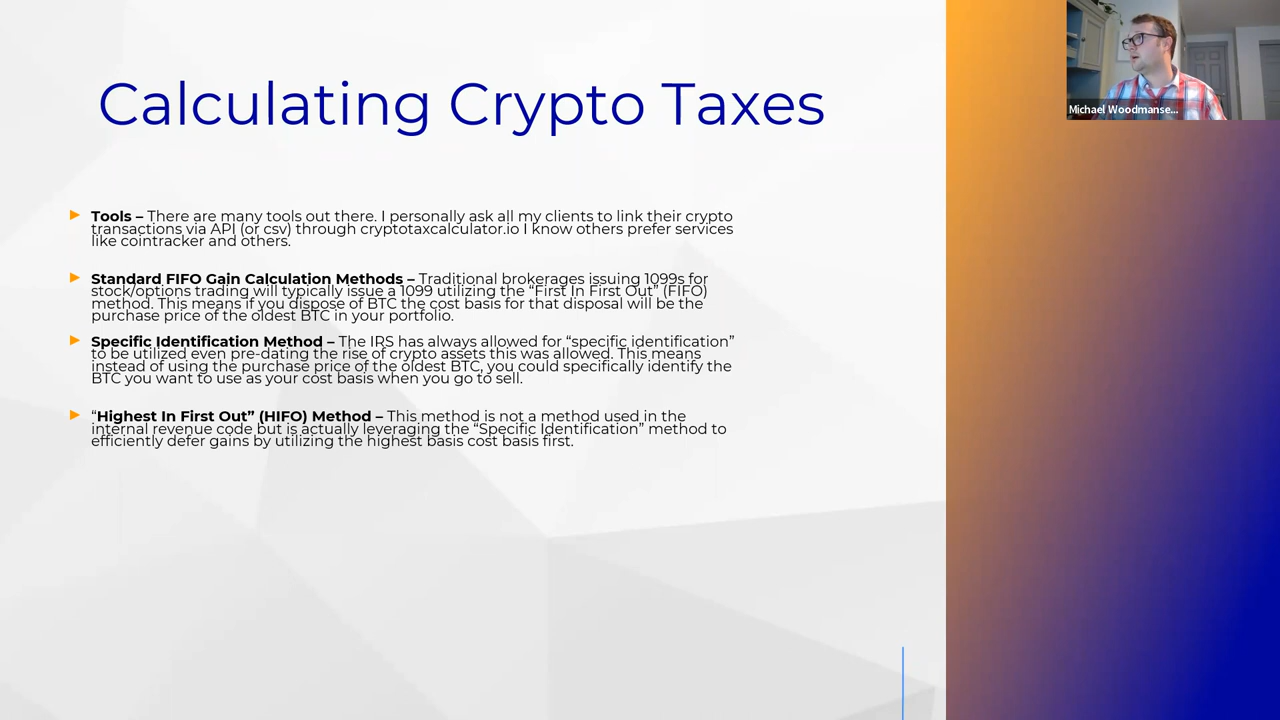 Calculating Crypto Taxes
Michael Woodmanse...
Tools – There are many tools out there. I personally ask all my clients to link their crypto
transactions via API (or csv) through cryptotaxcalculator.io I know others prefer services
like cointracker and others.
Standard FIFO Gain Calculation Methods – Traditional brokerages issuing 1099s for
stock/options trading will typically issue a 1099 utilizing the “First In First Out” (FIFO)
method. This means if you dispose of BTC the cost basis for that disposal will be the
purchase price of the oldest BTC in your portfolio.
Specific Identification Method – The IRS has always allowed for “specific identification”
to be utilized even pre-dating the rise of crypto assets this was allowed. This means
instead of using the purchase price of the oldest BTC, you could specifically identify the
BTC you want to use as your cost basis when you go to sell.
“Highest In First Out” (HIFO) Method – This method is not a method used in the
internal revenue code but is actually leveraging the “Specific Identification” method to
efficiently defer gains by utilizing the highest basis cost basis first.